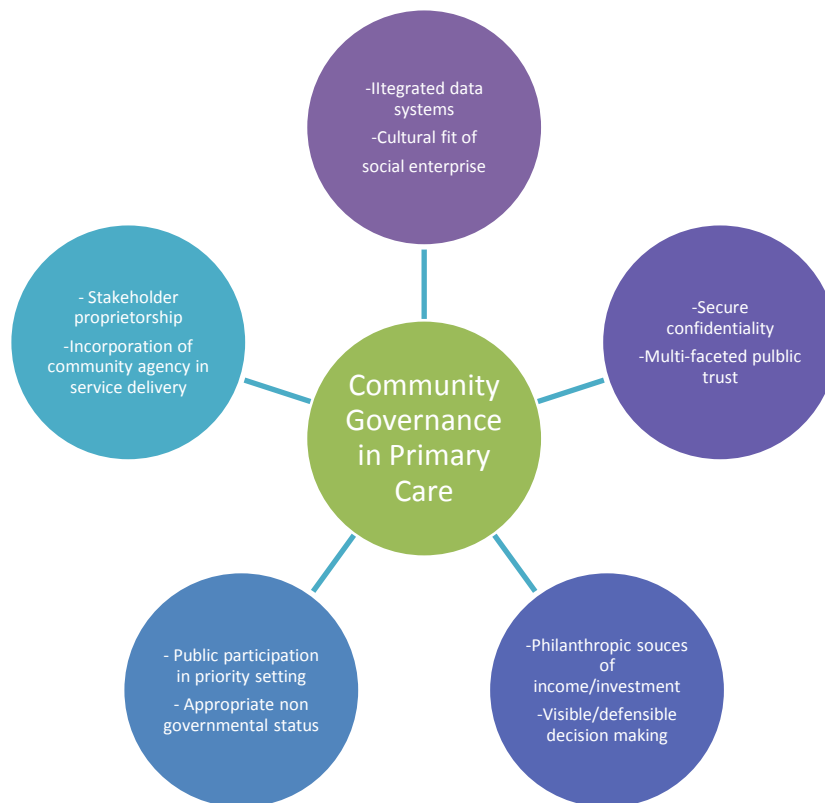 -IItegrated data
systems
-Cultural fit of
social enterprise
-Secure
confidentiality
-Multi-faceted pulblic
trust
-Philanthropic souces
of
income/investment
-Visible/defensible
decision making
- Public participation
in priority setting
- Appropriate non
governmental status
- Stakeholder
proprietorship
-Incorporation of
community agency in
service delivery
Community
Governance
in Primary
Care